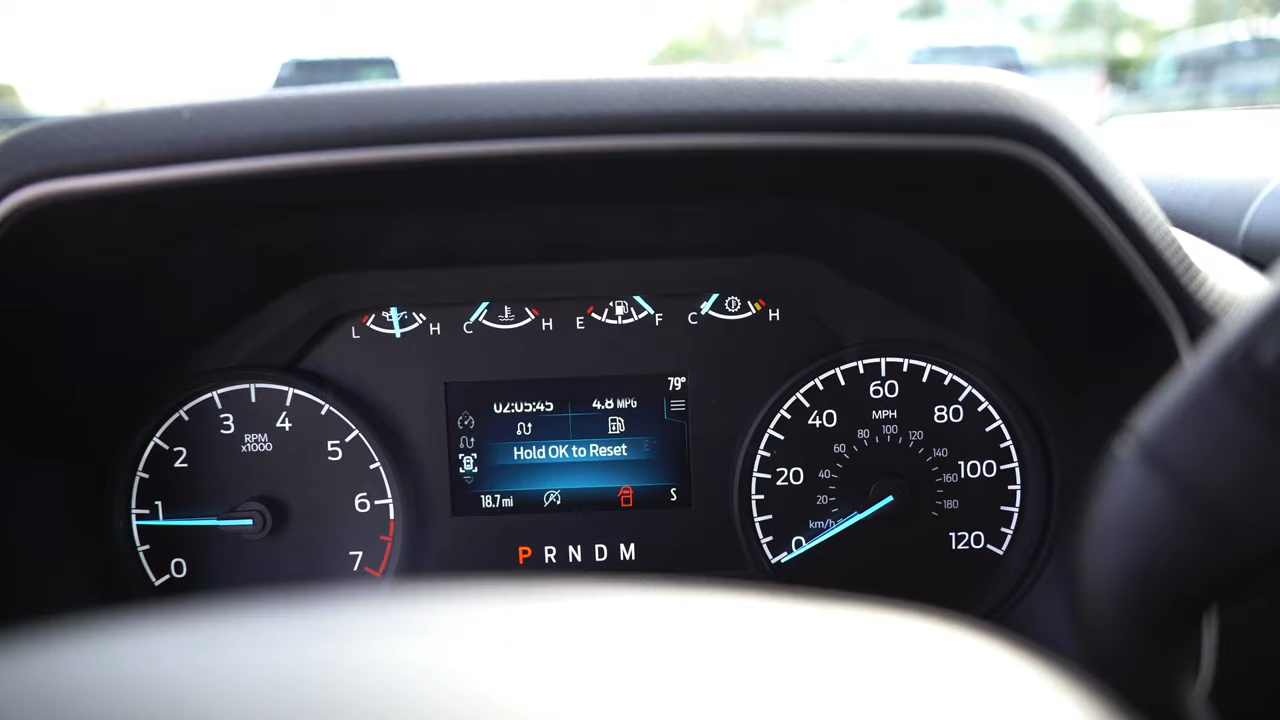 L H C H E F C H
79°
02:05:45 4.8 MPG
Hold OK to Reset
18.7 mi S
P R N D M
0 1 2 3 4 5 6 7
RPM
x1000
0 20 40 60 80 100 120
MPH
20 40 60 80 100 120 140 160 180
km/h